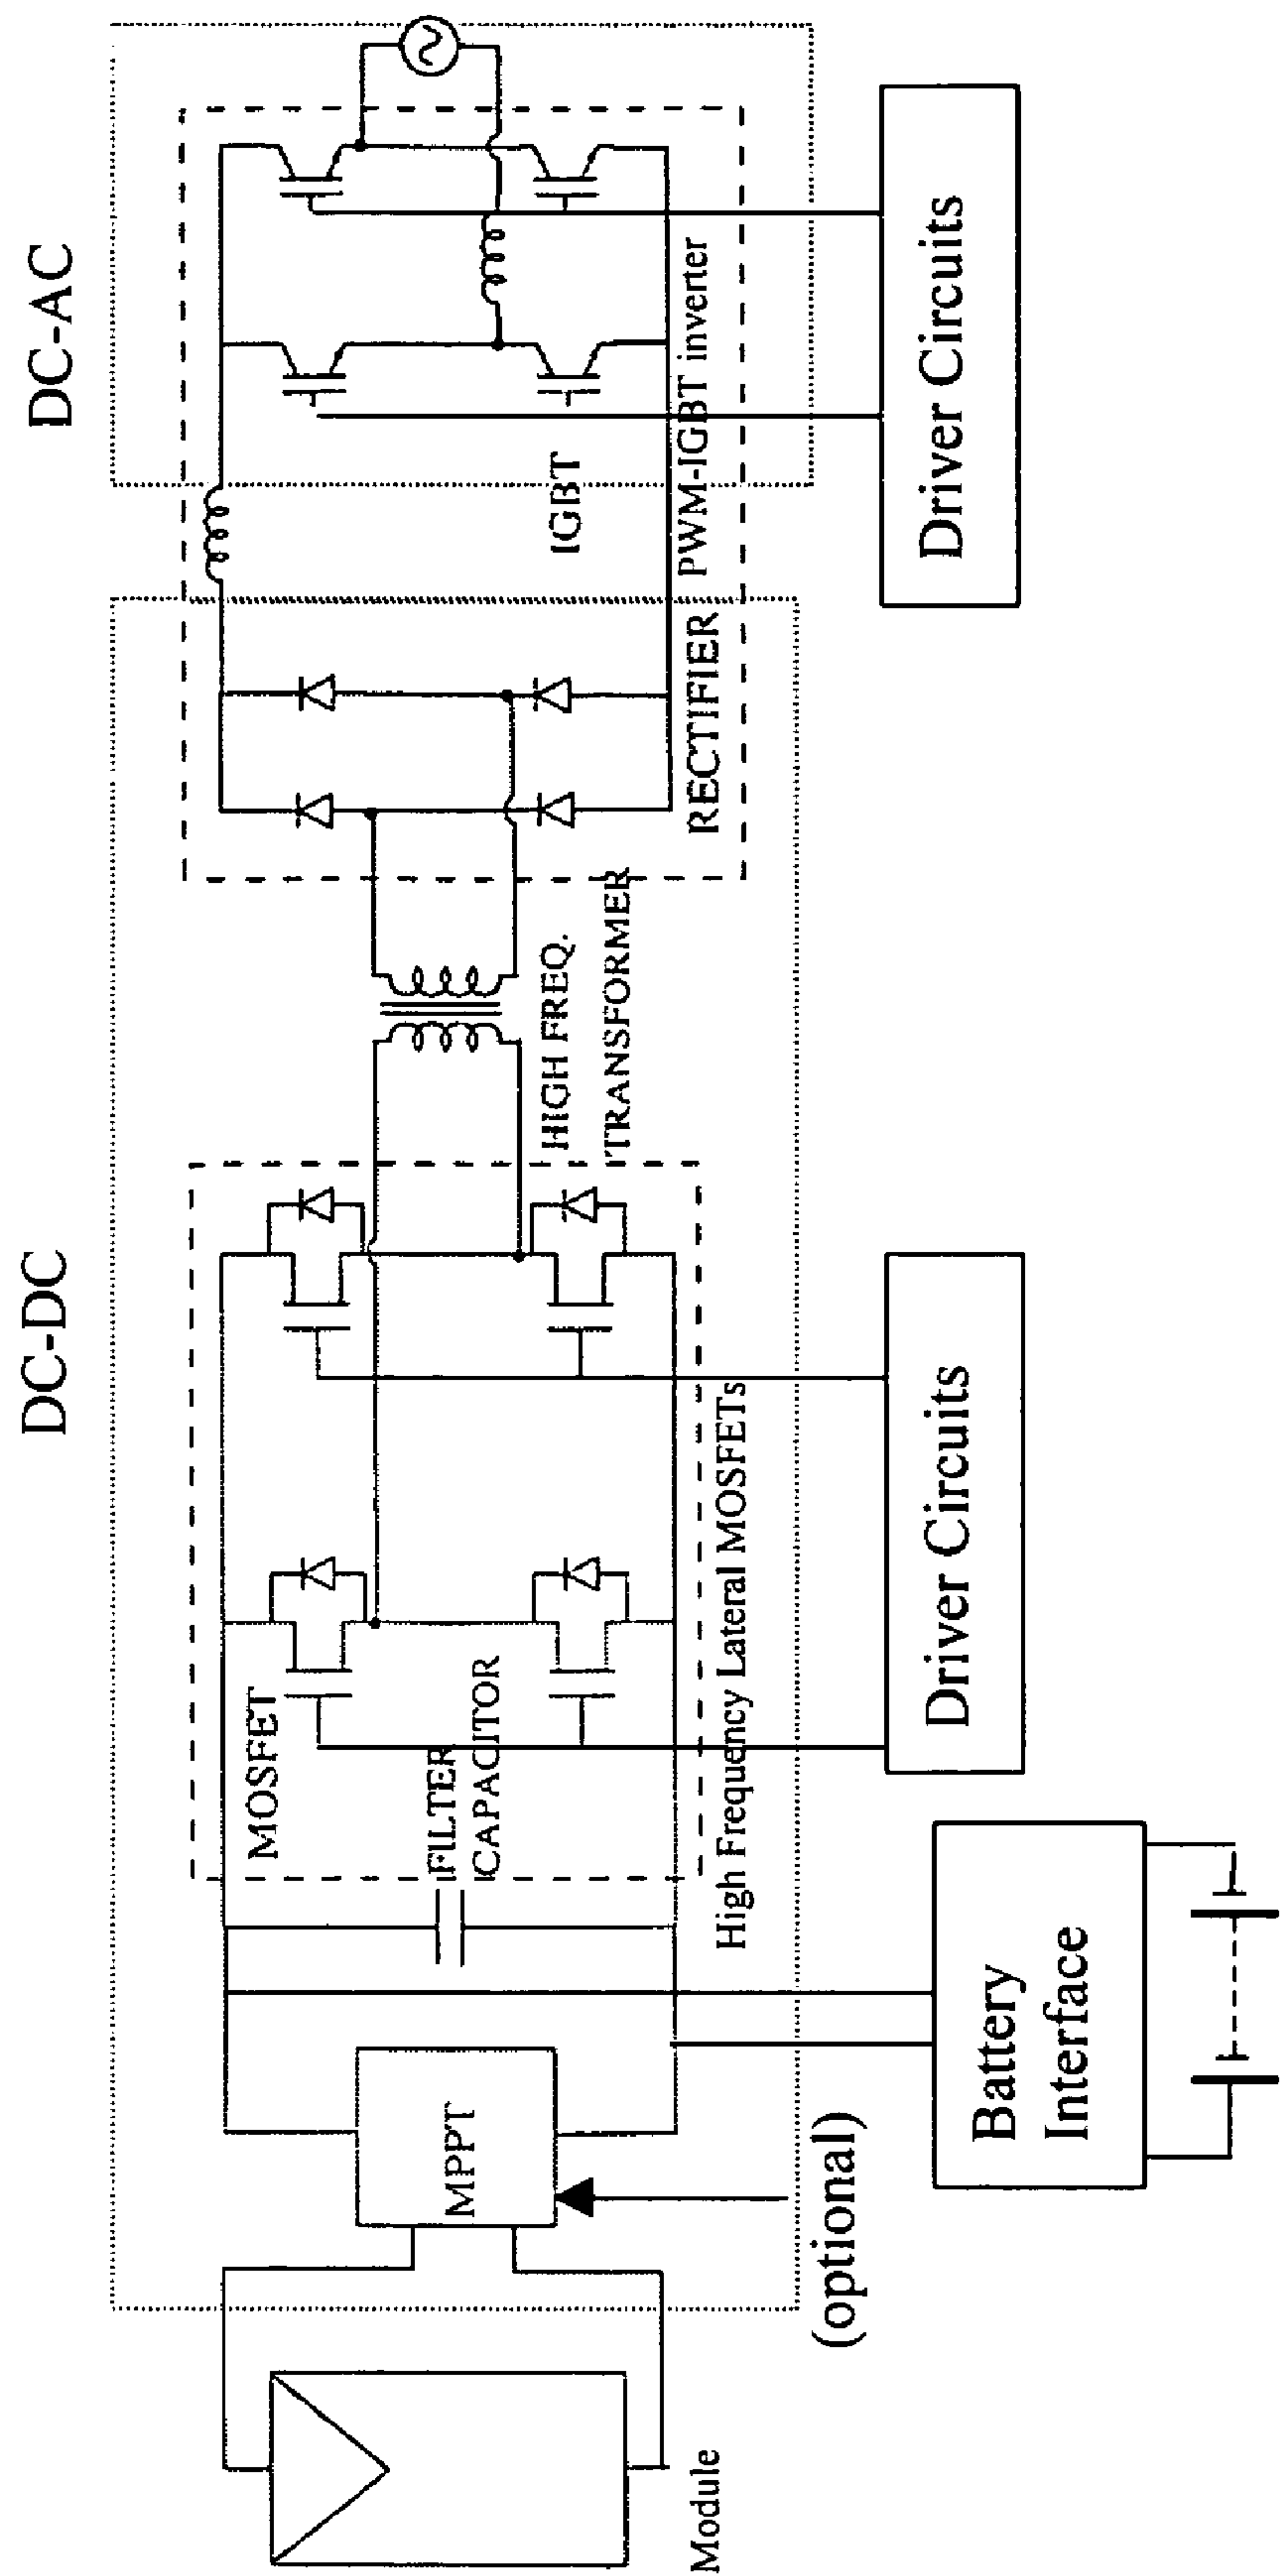 DC-DC
DC-AC
MOSFET
FILTER
CAPACITOR
MPPT
HIGH FREQ.
TRANSFORMER
RECTIFIER
IGBT
PWM-IGBT inverter
High Frequency Lateral MOSFETs
Module
(optional)
Battery
Interface
Driver Circuits
Driver Circuits